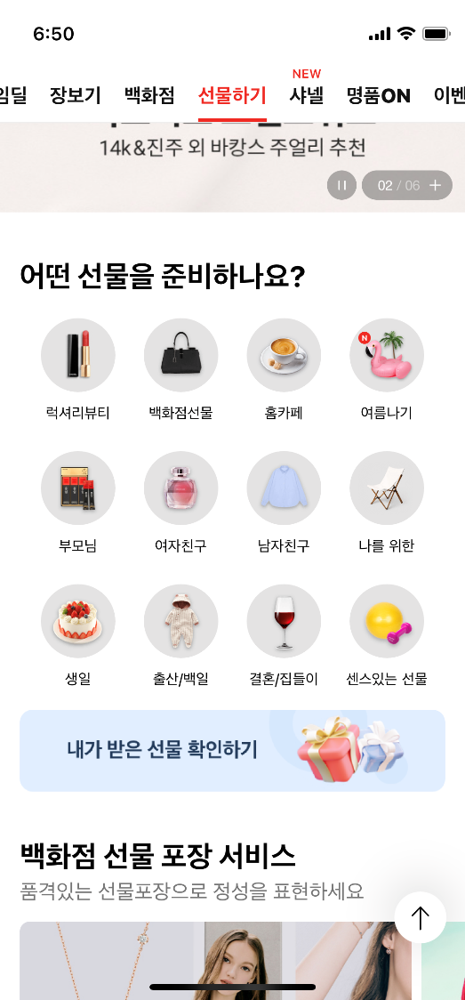 6:50
NEW
임딜 장보기 백화점 선물하기 샤넬 명품ON 이벤
14k&진주 외 바캉스 주얼리 추천
02 / 06 +
어떤 선물을 준비하나요?
N
럭셔리뷰티 백화점선물 홈카페 여름나기
부모님 여자친구 남자친구 나를 위한
생일 출산/백일 결혼/집들이 센스있는 선물
내가 받은 선물 확인하기
백화점 선물 포장 서비스
품격있는 선물포장으로 정성을 표현하세요